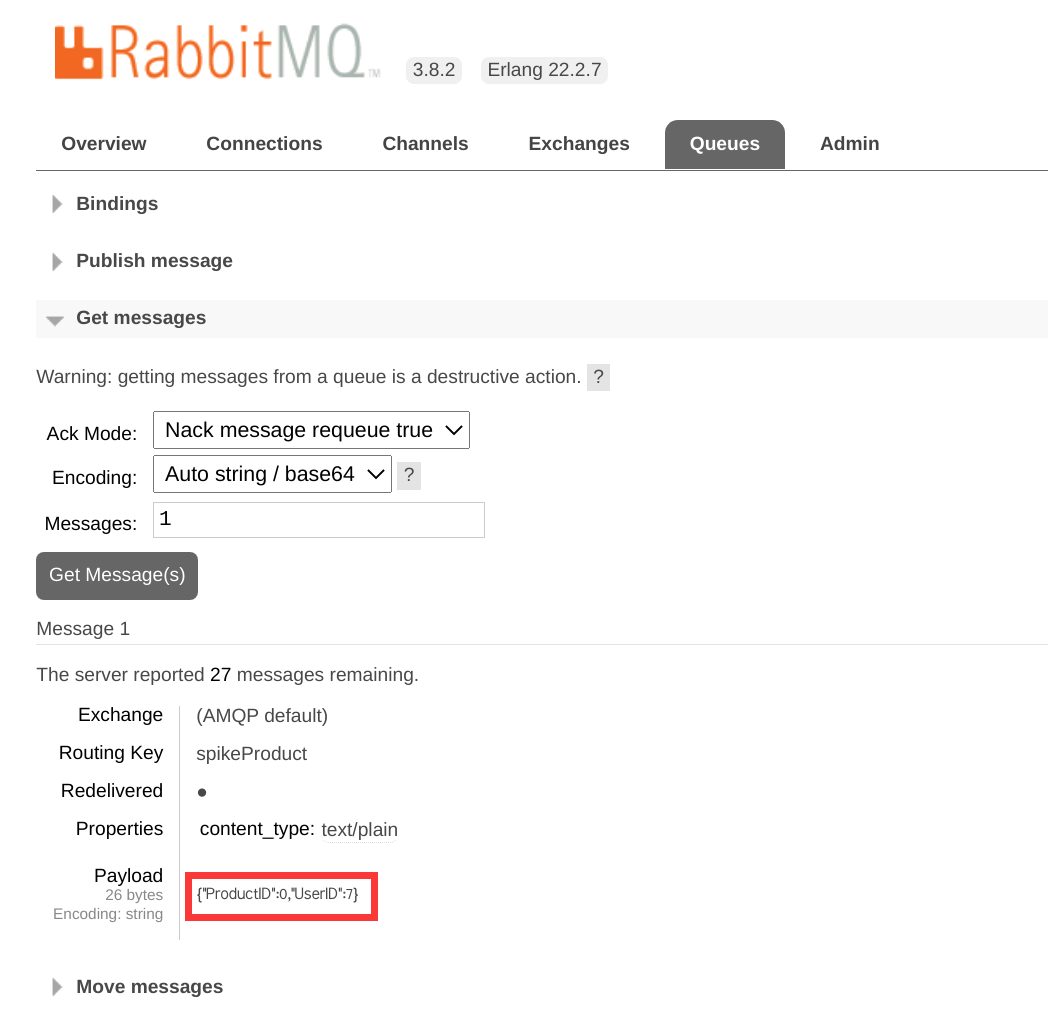 RabbitMQ TM 3.8.2 Erlang 22.2.7
Overview Connections Channels Exchanges Queues Admin
Bindings
Publish message
Get messages
Warning: getting messages from a queue is a destructive action. ?
Ack Mode: Nack message requeue true
Encoding: Auto string / base64 ?
Messages: 1
Get Message(s)
Message 1
The server reported 27 messages remaining.
Exchange (AMQP default)
Routing Key spikeProduct
Redelivered ●
Properties content_type: text/plain
Payload
26 bytes
Encoding: string
{"ProductID":0,"UserID":7}
Move messages